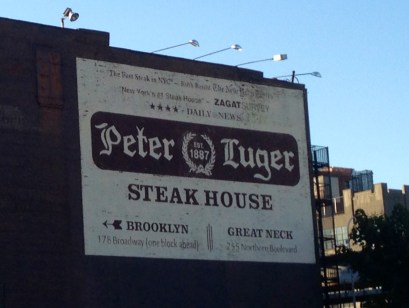 "The Best Steak in NYC" — 
"New York's #1 Steak House" — ZAGAT SURVEY
★★★★ - DAILY NEWS
Peter Luger
EST. 1887
STEAK HOUSE
BROOKLYN
178 Broadway (one block ahead)
GREAT NECK
255 Northern Boulevard